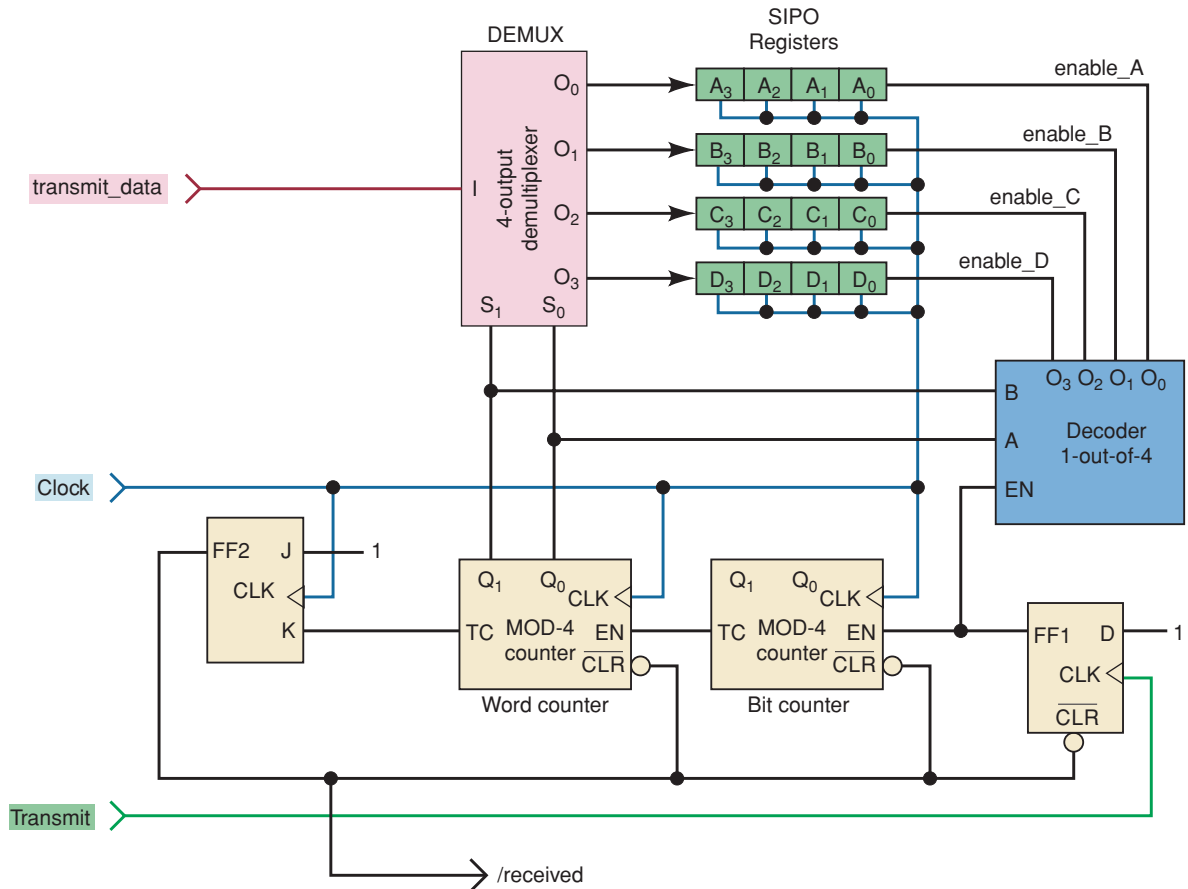 DEMUX
SIPO
Registers
O₀
O₁
O₂
O₃
I
4-output
demultiplexer
S₁
S₀
A₃ A₂ A₁ A₀
B₃ B₂ B₁ B₀
C₃ C₂ C₁ C₀
D₃ D₂ D₁ D₀
enable_A
enable_B
enable_C
enable_D
transmit_data
O₃ O₂ O₁ O₀
B
A
EN
Decoder
1-out-of-4
Clock
FF2
J
1
CLK
K
Q₁
Q₀
CLK
TC
MOD-4
counter
EN
CLR̅
Word counter
Q₁
Q₀
CLK
TC
MOD-4
counter
EN
CLR̅
Bit counter
FF1
D
1
CLK
CLR̅
Transmit
/received